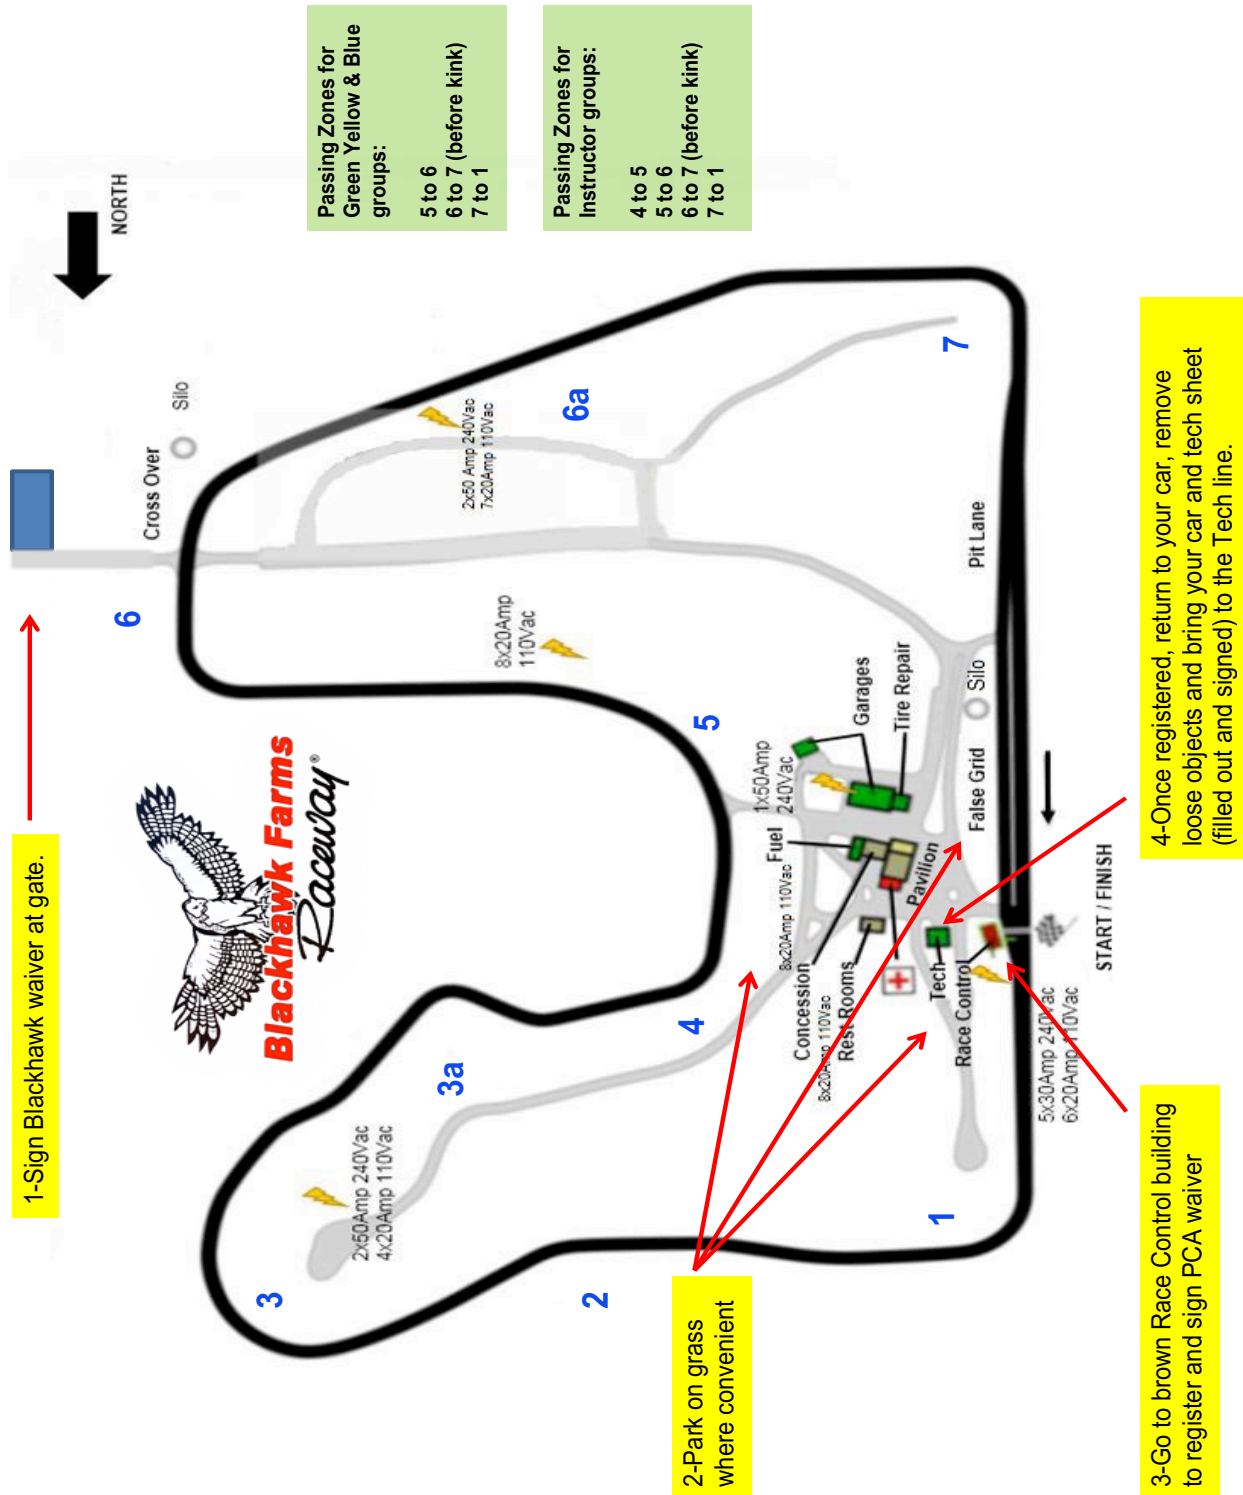 1-Sign Blackhawk waiver at gate.
NORTH
Passing Zones for
Green Yellow & Blue
groups:
5 to 6
6 to 7 (before kink)
7 to 1
Passing Zones for
Instructor groups:
4 to 5
5 to 6
6 to 7 (before kink)
7 to 1
Blackhawk Farms
Raceway®
Cross Over
Silo
6
2x50 Amp 240Vac
7x20Amp 110Vac
6a
8x20Amp
110Vac
5
3
2x50Amp 240Vac
4x20Amp 110Vac
3a
4
2
1
7
1x50Amp
240Vac
Garages
Tire Repair
Fuel
8x20Amp 110Vac
Concession
8x20Amp 110Vac
Rest Rooms
Pavilion
Tech
Race Control
False Grid
Silo
Pit Lane
5x30Amp 240Vac
6x20Amp 110Vac
START / FINISH
2-Park on grass
where convenient
3-Go to brown Race Control building
to register and sign PCA waiver
4-Once registered, return to your car, remove
loose objects and bring your car and tech sheet
(filled out and signed) to the Tech line.